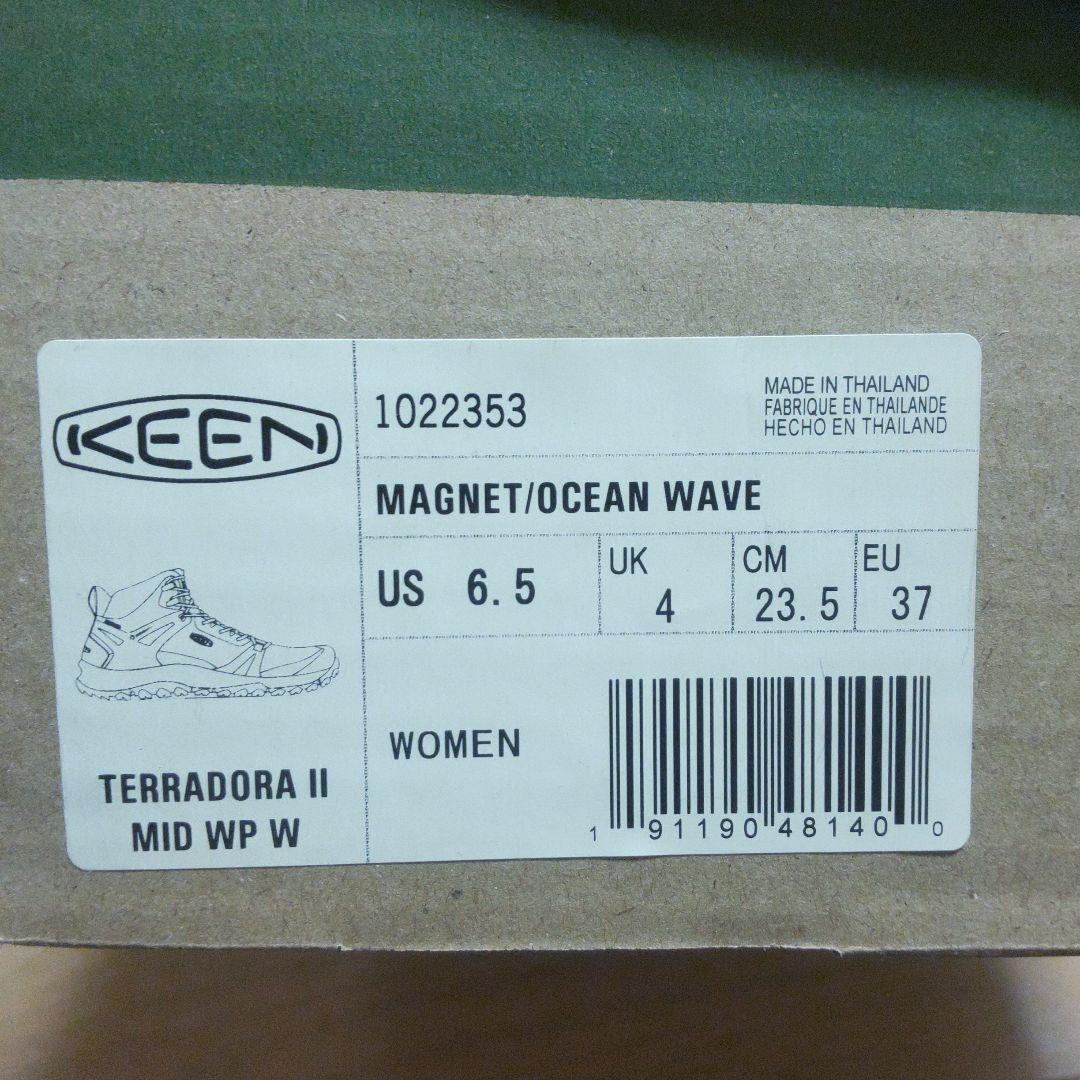 KEEN
TERRADORA II
MID WP W
1022353
MADE IN THAILAND
FABRIQUE EN THAILANDE
HECHO EN THAILAND
MAGNET/OCEAN WAVE
US 6.5
UK 4
CM 23.5
EU 37
WOMEN
1 91190 48140 0